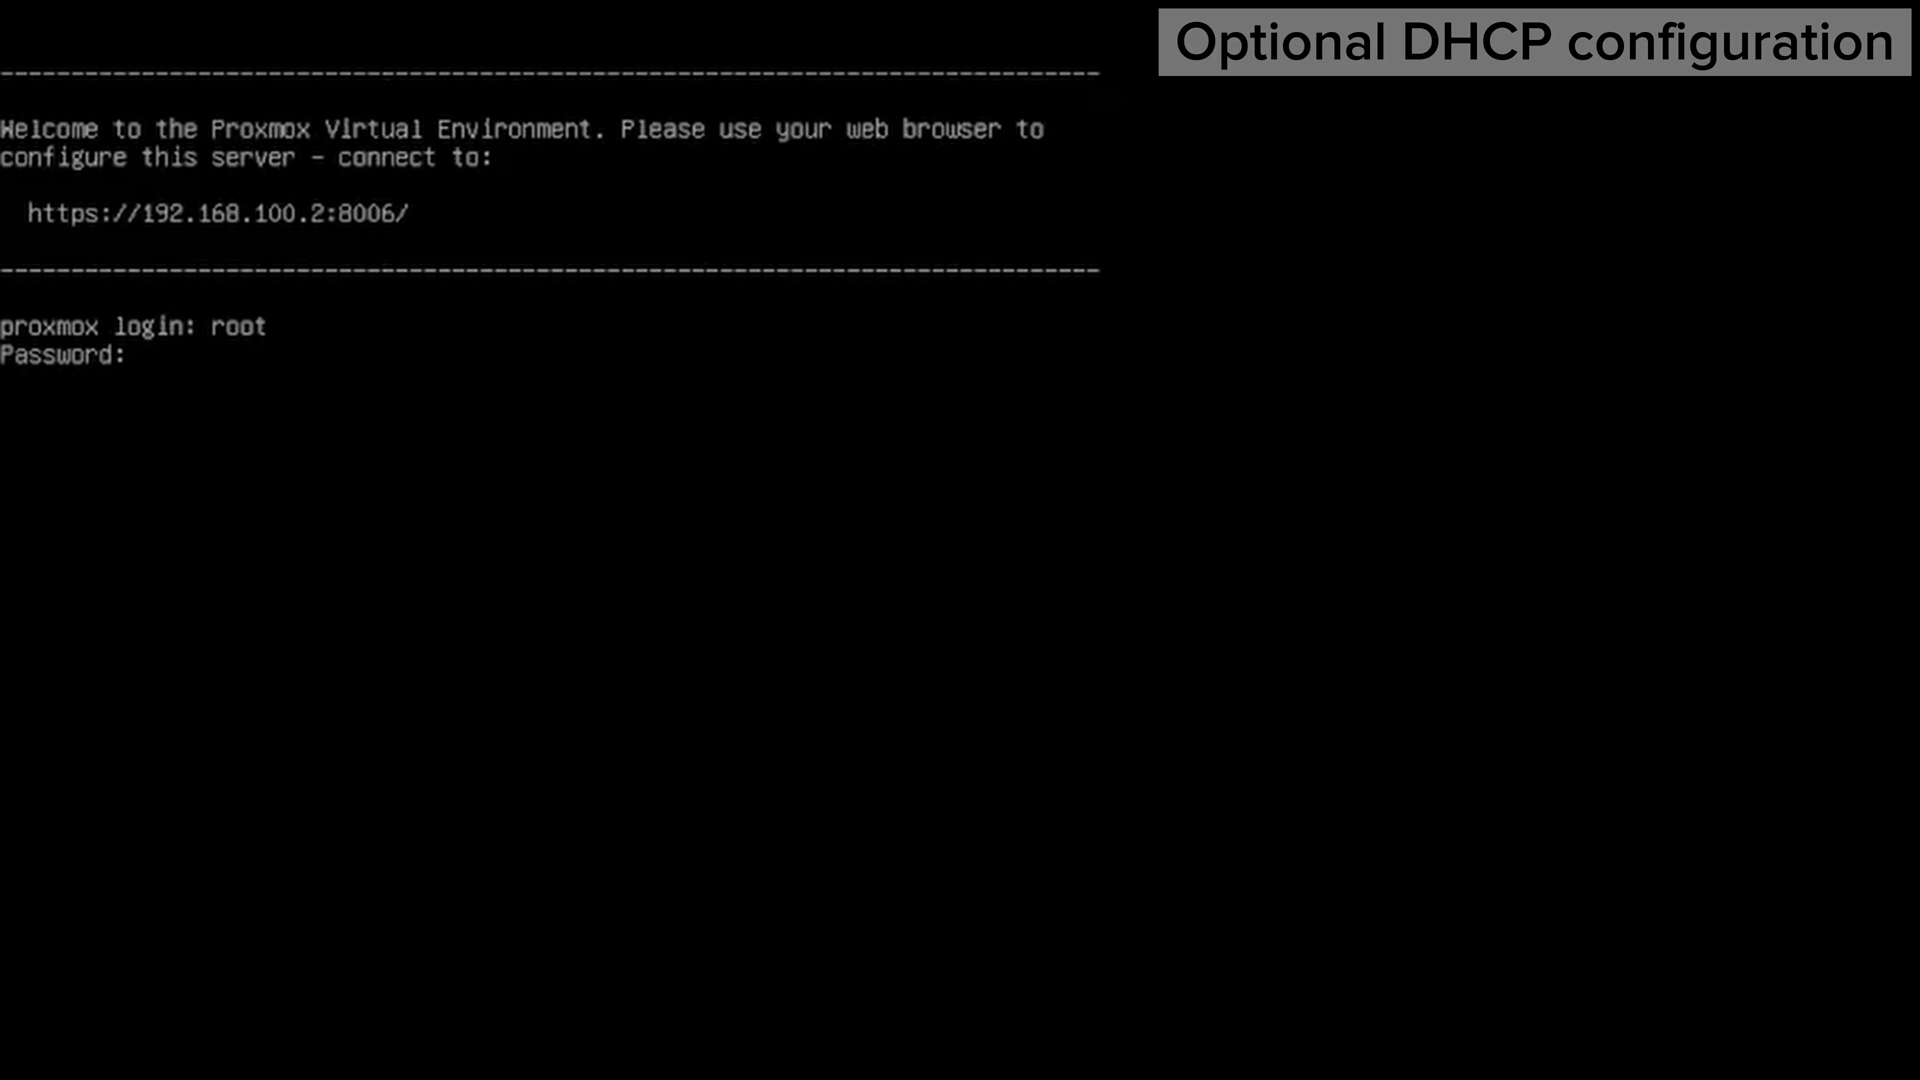 Optional DHCP configuration
------------------------------------------------------------------------------
Welcome to the Proxmox Virtual Environment. Please use your web browser to
configure this server - connect to:
https://192.168.100.2:8006/
------------------------------------------------------------------------------
proxmox login: root
Password: